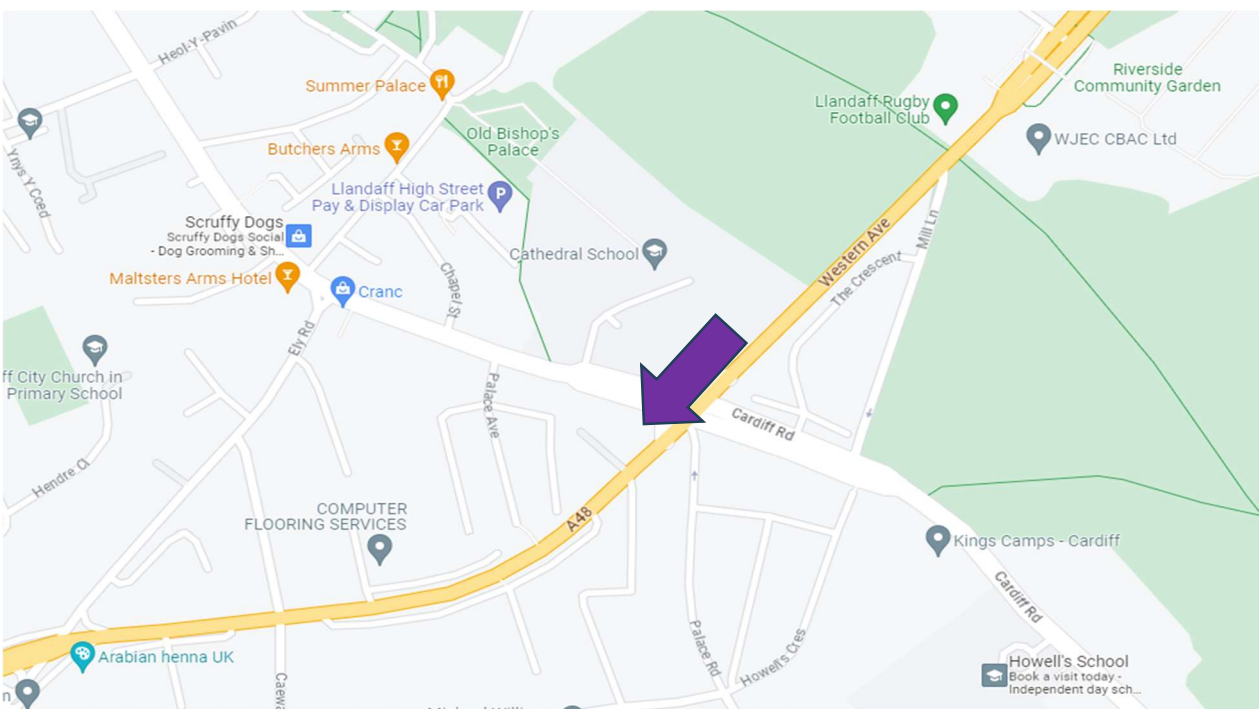 Heol-Y-Pavin
Summer Palace
Riverside
Community Garden
Llandaff Rugby
Football Club
WJEC CBAC Ltd
Old Bishop's
Palace
Butchers Arms
Ynys Y Coed
Llandaff High Street
Pay & Display Car Park
P
Scruffy Dogs
Scruffy Dogs Social
- Dog Grooming & Sh...
Cathedral School
Western Ave
Mill Ln
The Crescent
Maltsters Arms Hotel
Cranc
Chapel St
Ely Rd
ff City Church in
Primary School
Palace Ave
Cardiff Rd
Hendre Cl
COMPUTER
FLOORING SERVICES
A48
Kings Camps - Cardiff
Cardiff Rd
Arabian henna UK
Palace Rd
Howell's Cres
Howell's School
Book a visit today -
Independent day sch...
Caew
n